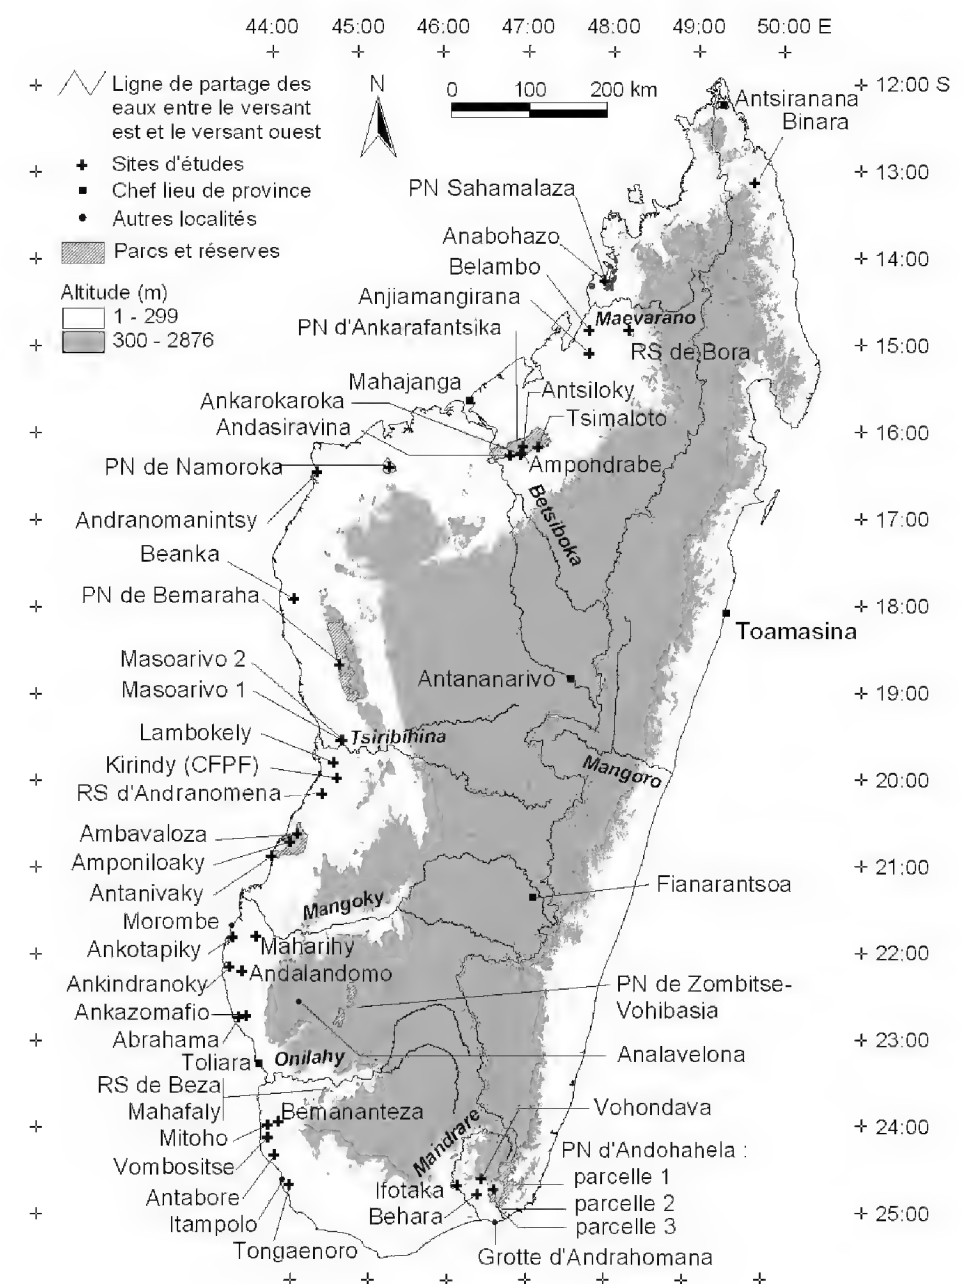 44:00 45:00 46:00 47:00 48:00 49:00 50:00 E
Ligne de partage des
eaux entre le versant
est et le versant ouest
Sites d'études
Chef lieu de province
Autres localités
Parcs et réserves
Altitude (m)
1 - 299
300 - 2876
N
0 100 200 km
12:00 S
13:00
14:00
15:00
16:00
17:00
18:00
19:00
20:00
21:00
22:00
23:00
24:00
25:00
Antsiranana
Binara
PN Sahamalaza
Anabohazo
Belambo
Anjiamangirana
PN d'Ankarafantsika
Maevarano
RS de Bora
Mahajanga
Antsiloky
Ankarokaroka
Tsimaloto
Andasiravina
PN de Namoroka
Ampondrabe
Betsiboka
Andranomanintsy
Beanka
PN de Bemaraha
Toamasina
Masoarivo 2
Antananarivo
Masoarivo 1
Lambokely
Tsiribihina
Kirindy (CFPF)
Mangoro
RS d'Andranomena
Ambavaloza
Amponiloaky
Fianarantsoa
Antanivaky
Mangoky
Morombe
Ankotapiky
Maharihy
Ankindranoky
Andalandomo
PN de Zombitse-
Vohibasia
Ankazomafio
Abrahama
Analavelona
Toliara
Onilahy
RS de Beza
Mahafaly
Bemananteza
Vohondava
Mitoho
Mandrare
PN d'Andohahela :
parcelle 1
parcelle 2
parcelle 3
Vombositse
Ifotaka
Antabore
Behara
Itampolo
Tongaenoro
Grotte d'Andrahomana